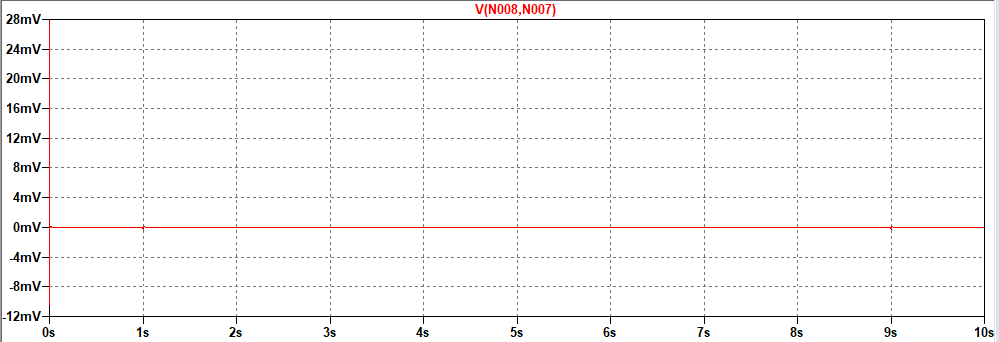 V(N008,N007)
28mV
24mV
20mV
16mV
12mV
8mV
4mV
0mV
-4mV
-8mV
-12mV
0s 1s 2s 3s 4s 5s 6s 7s 8s 9s 10s